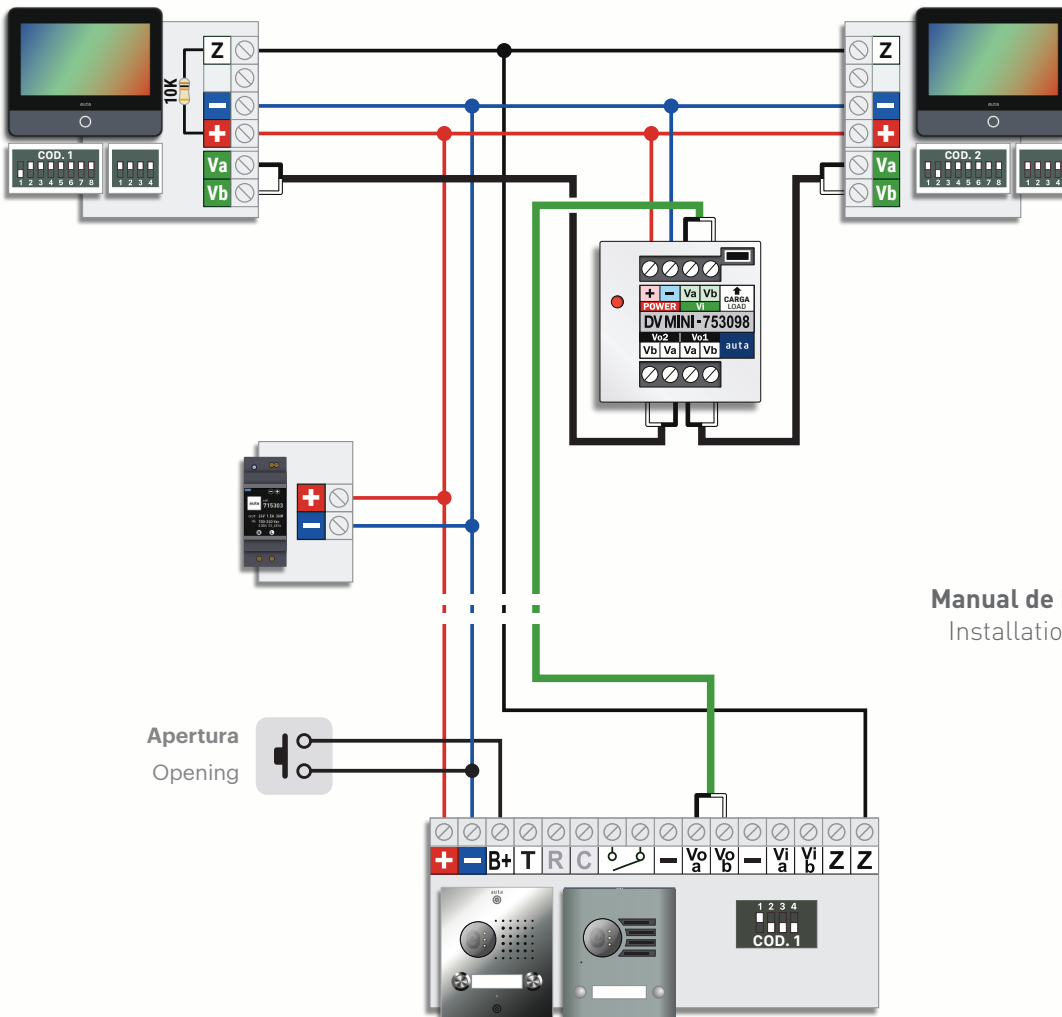 Z
Z
10K
auta
auta
−
−
+
+
COD. 1
1 2 3 4 5 6 7 8
1 2 3 4
Va
Vb
COD. 2
1 2 3 4 5 6 7 8
1 2 3 4
Va
Vb
+ − Va Vb CARGA
POWER Vi LOAD
DV MINI - 753098
Vo2 Vo1
Vb Va Va Vb auta
auta
715303
+
−
Manual de
Installatio
Apertura
Opening
+ − B+ T R C − Vo a Vo b − Vi a Vi b Z Z
auta
1 2 3 4
COD. 1